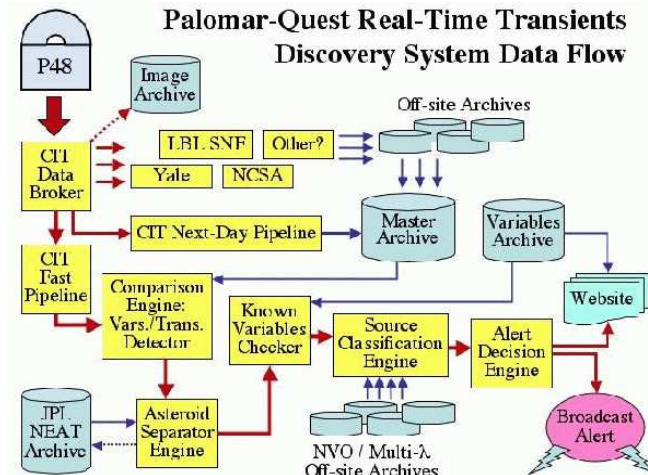 Palomar-Quest Real-Time Transients
Discovery System Data Flow
P48
Image
Archive
Off-site Archives
CIT
Data
Broker
LBL SNF
Other?
Yale
NCSA
CIT Next-Day Pipeline
Master
Archive
Variables
Archive
CIT
Fast
Pipeline
Comparison
Engine:
Vars./Trans.
Detector
Known
Variables
Checker
Source
Classification
Engine
Alert
Decision
Engine
Website
JPL
NEAT
Archive
Asteroid
Separator
Engine
NVO / Multi-λ
Off-site Archives
Broadcast
Alert